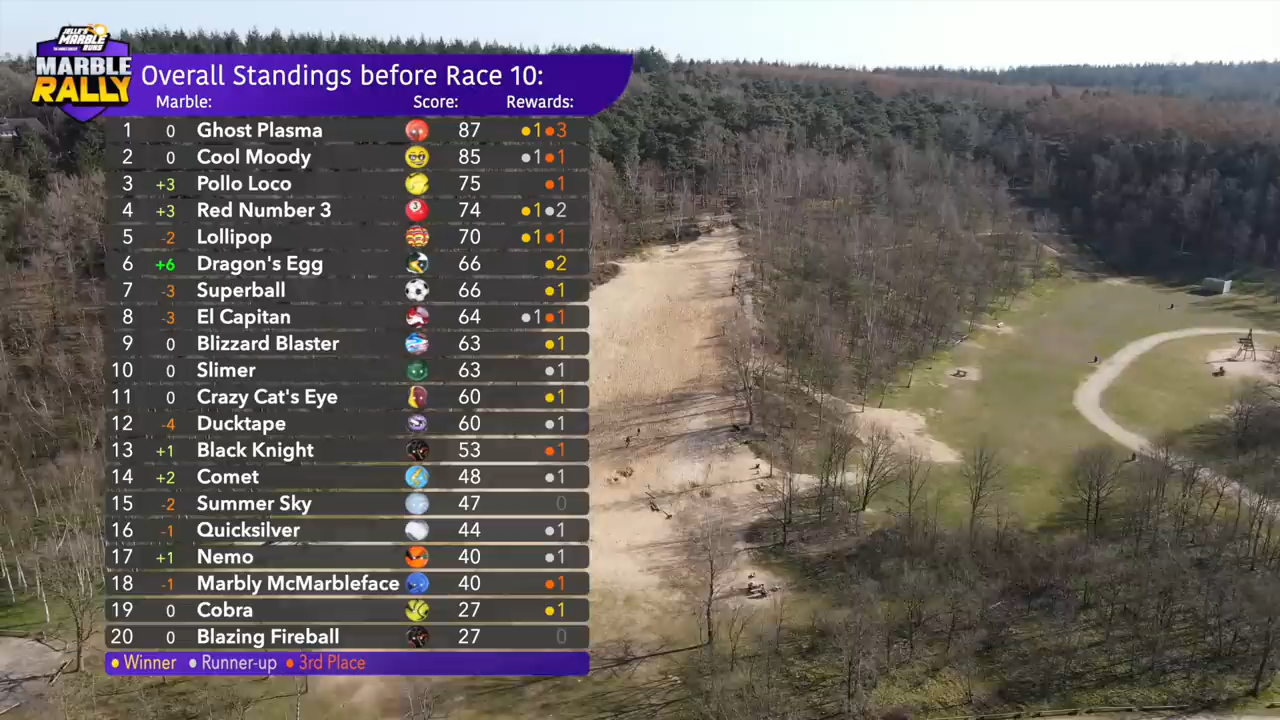 JELLE'S
MARBLE
RUNS
MARBLE
RALLY
Overall Standings before Race 10:
Marble: Score: Rewards:
1 0 Ghost Plasma 87 1 3
2 0 Cool Moody 85 1 1
3 +3 Pollo Loco 75 1
4 +3 Red Number 3 3 74 1 2
5 -2 Lollipop 70 1 1
6 +6 Dragon's Egg 66 2
7 -3 Superball 66 1
8 -3 El Capitan 64 1 1
9 0 Blizzard Blaster 63 1
10 0 Slimer 63 1
11 0 Crazy Cat's Eye 60 1
12 -4 Ducktape 60 1
13 +1 Black Knight 53 1
14 +2 Comet 48 1
15 -2 Summer Sky 47 0
16 -1 Quicksilver 44 1
17 +1 Nemo 40 1
18 -1 Marbly McMarbleface 40 1
19 0 Cobra 27 1
20 0 Blazing Fireball 27 0
Winner Runner-up 3rd Place